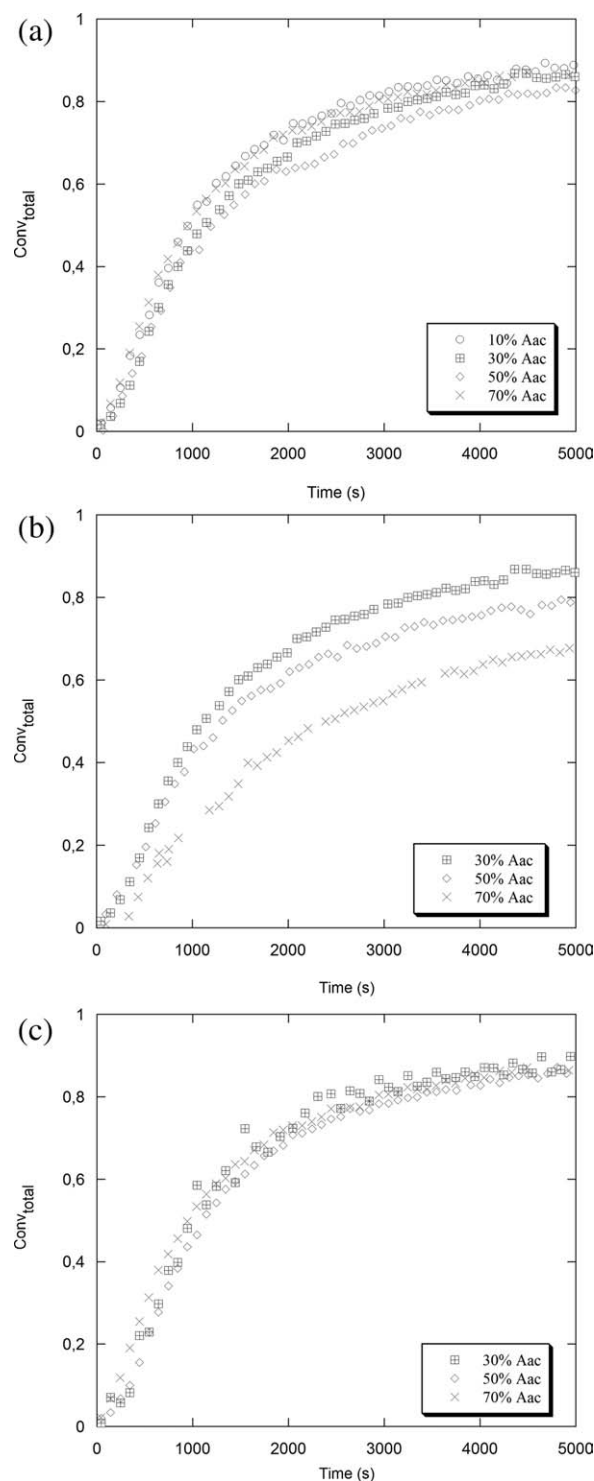 (a)
1
0,8
0,6
0,4
0,2
0
Conv_total
10% Aac
30% Aac
50% Aac
70% Aac
0 1000 2000 3000 4000 5000
Time (s)
(b)
1
0,8
0,6
0,4
0,2
0
Conv_total
30% Aac
50% Aac
70% Aac
0 1000 2000 3000 4000 5000
Time (s)
(c)
1
0,8
0,6
0,4
0,2
0
Conv_total
30% Aac
50% Aac
70% Aac
0 1000 2000 3000 4000 5000
Time (s)